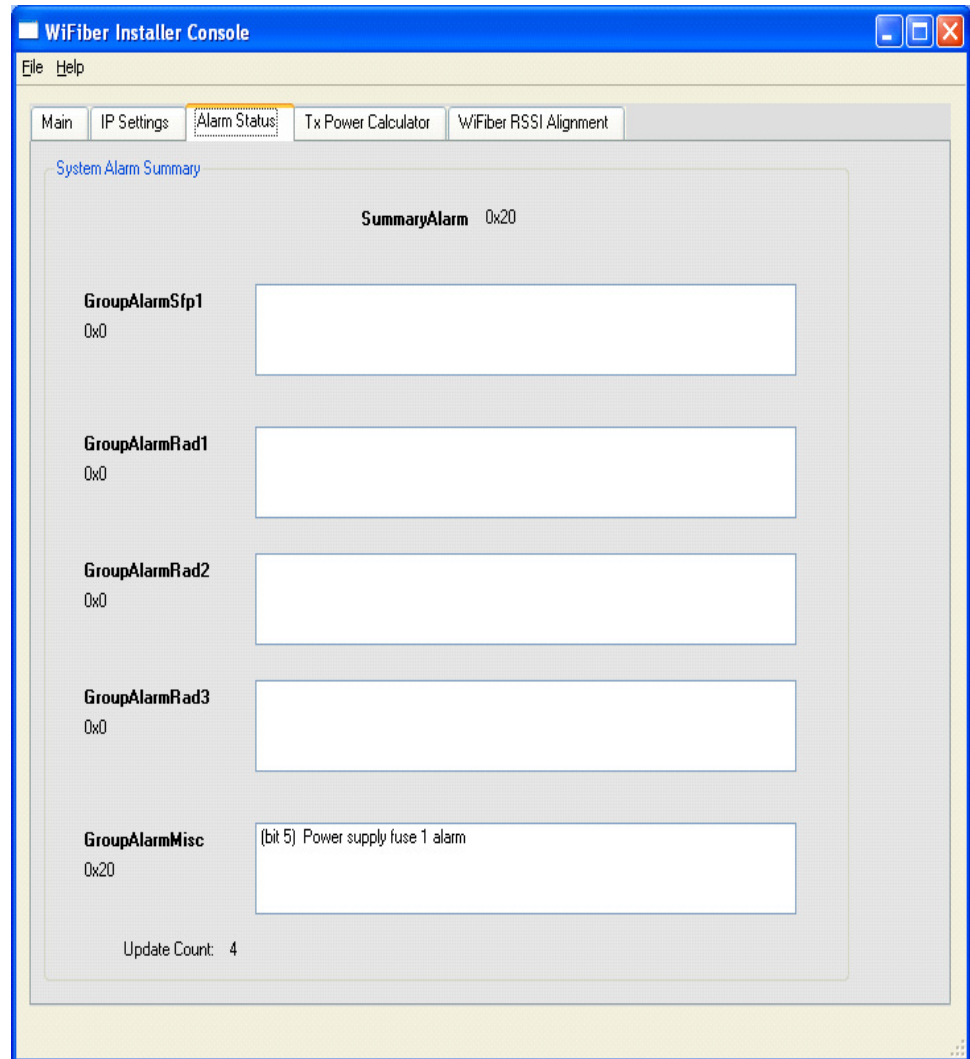 WiFiber Installer Console
File Help
Main IP Settings Alarm Status Tx Power Calculator WiFiber RSSI Alignment
System Alarm Summary
SummaryAlarm 0x20
GroupAlarmSfp1
0x0
GroupAlarmRad1
0x0
GroupAlarmRad2
0x0
GroupAlarmRad3
0x0
GroupAlarmMisc (bit 5) Power supply fuse 1 alarm
0x20
Update Count: 4